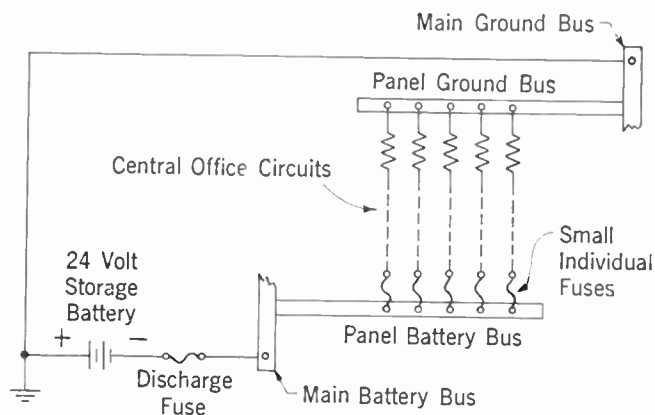 Main Ground Bus
Panel Ground Bus
Central Office Circuits
Small
Individual
Fuses
24 Volt
Storage
Battery
+
−
Panel Battery Bus
Discharge
Fuse
Main Battery Bus